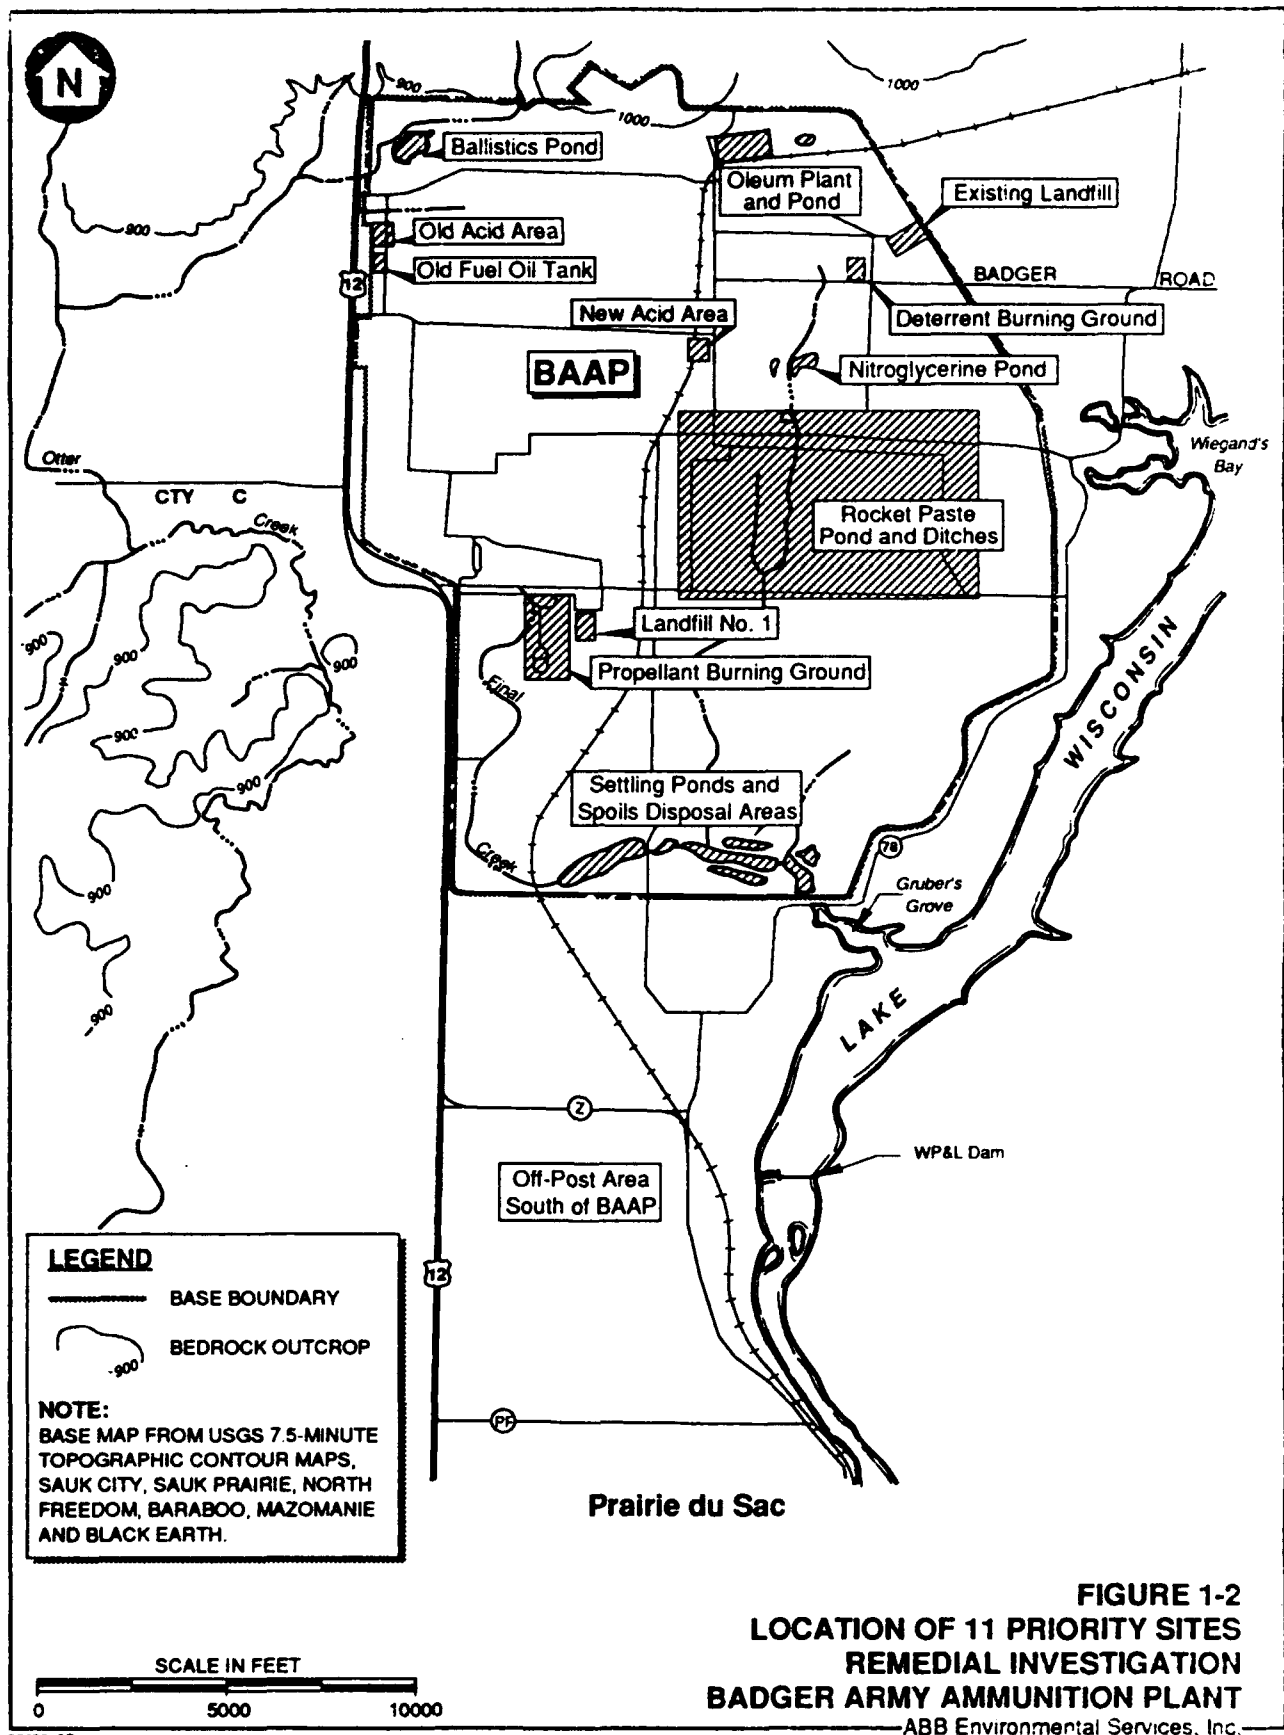 N
900
1000
1000
Ballistics Pond
Oleum Plant
and Pond
Existing Landfill
900
Old Acid Area
Old Fuel Oil Tank
12
BADGER
ROAD
New Acid Area
Deterrent Burning Ground
BAAP
Nitroglycerine Pond
Wiegand's
Bay
Otter
CTY C
Creek
Rocket Paste
Pond and Ditches
Landfill No. 1
900
900
900
Propellant Burning Ground
Final
WISCONSIN
900
900
Settling Ponds and
Spoils Disposal Areas
Creek
78
900
Gruber's
Grove
LAKE
900
Z
WP&L Dam
Off-Post Area
South of BAAP
12
LEGEND
BASE BOUNDARY
BEDROCK OUTCROP
900
NOTE:
BASE MAP FROM USGS 7.5-MINUTE
TOPOGRAPHIC CONTOUR MAPS,
SAUK CITY, SAUK PRAIRIE, NORTH
FREEDOM, BARABOO, MAZOMANIE
AND BLACK EARTH.
PF
Prairie du Sac
FIGURE 1-2
LOCATION OF 11 PRIORITY SITES
REMEDIAL INVESTIGATION
BADGER ARMY AMMUNITION PLANT
SCALE IN FEET
0 5000 10000
ABB Environmental Services, Inc.